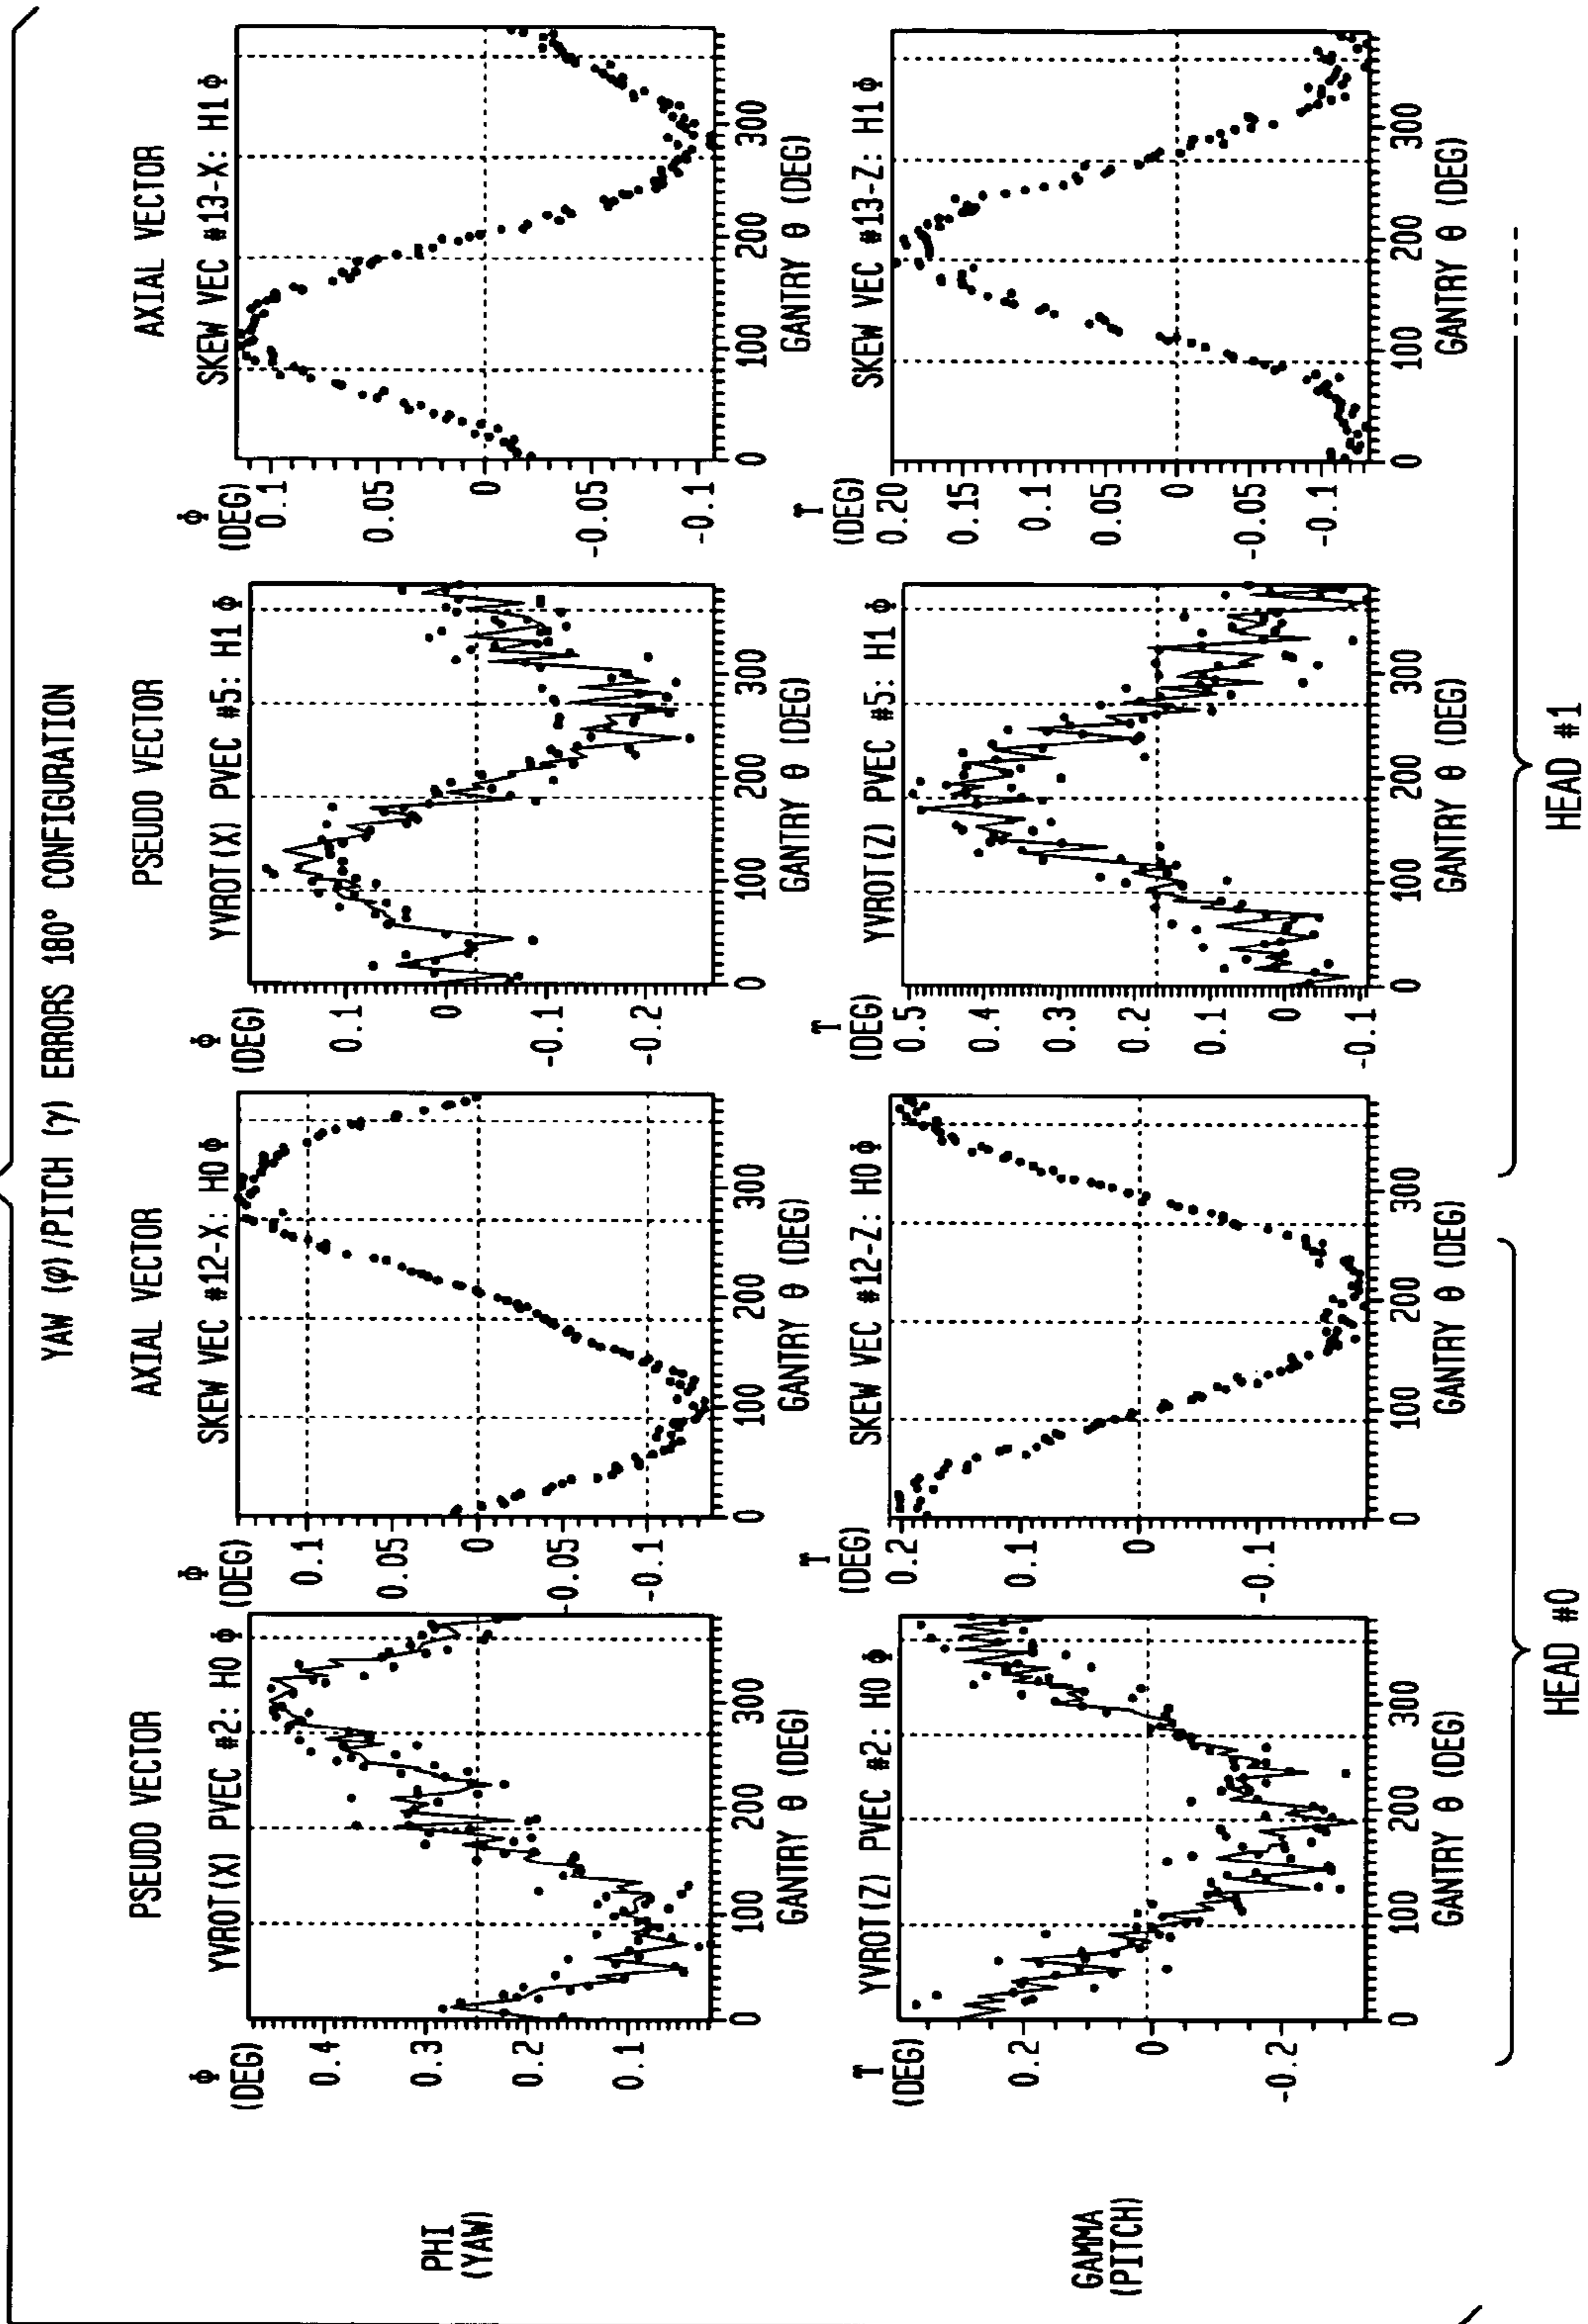 YAW (φ)/PITCH (γ) ERRORS 180° CONFIGURATION
PSEUDO VECTOR
AXIAL VECTOR
PSEUDO VECTOR
AXIAL VECTOR
PHI
(YAW)
Φ
(DEG)
YVROT(X) PVEC #2: H0 Φ
0.4
0.3
0.2
0.1
0 100 200 300
GANTRY θ (DEG)
Φ
(DEG)
SKEW VEC #12-X: H0 Φ
0.1
0.05
0
-0.05
-0.1
0 100 200 300
GANTRY θ (DEG)
Φ
(DEG)
YVROT(X) PVEC #5: H1 Φ
0.1
0
-0.1
-0.2
0 100 200 300
GANTRY θ (DEG)
Φ
(DEG)
SKEW VEC #13-X: H1 Φ
0.1
0.05
0
-0.05
-0.1
0 100 200 300
GANTRY θ (DEG)
GAMMA
(PITCH)
ϒ
(DEG)
YVROT(Z) PVEC #2: H0 Φ
0.2
0
-0.2
0 100 200 300
GANTRY θ (DEG)
ϒ
(DEG)
SKEW VEC #12-Z: H0 Φ
0.2
0.1
0
-0.1
0 100 200 300
GANTRY θ (DEG)
ϒ
(DEG)
YVROT(Z) PVEC #5: H1 Φ
0.5
0.4
0.3
0.2
0.1
0
-0.1
0 100 200 300
GANTRY θ (DEG)
ϒ
(DEG)
SKEW VEC #13-Z: H1 Φ
0.20
0.15
0.1
0.05
0
-0.05
-0.1
0 100 200 300
GANTRY θ (DEG)
HEAD #0
HEAD #1